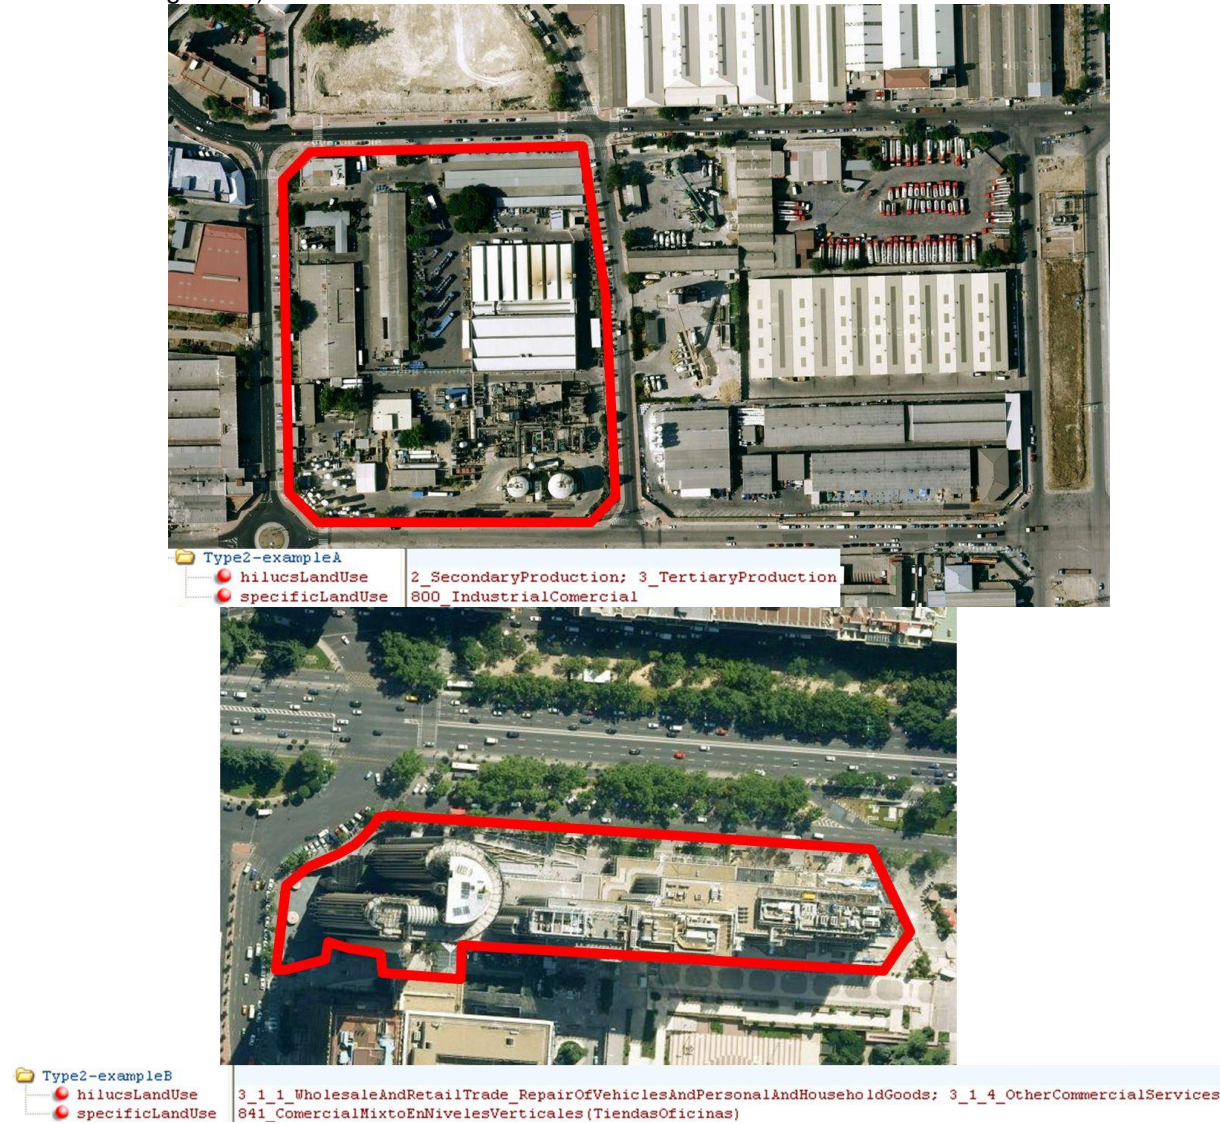 Type2-exampleA
hilucsLandUse 2_SecondaryProduction; 3_TertiaryProduction
specificLandUse 800_IndustrialComercial
Type2-exampleB
hilucsLandUse 3_1_1_WholesaleAndRetailTrade_RepairOfVehiclesAndPersonalAndHouseholdGoods; 3_1_4_OtherCommercialServices
specificLandUse 841_ComercialMixtoEnNivelesVerticales(TiendasOficinas)